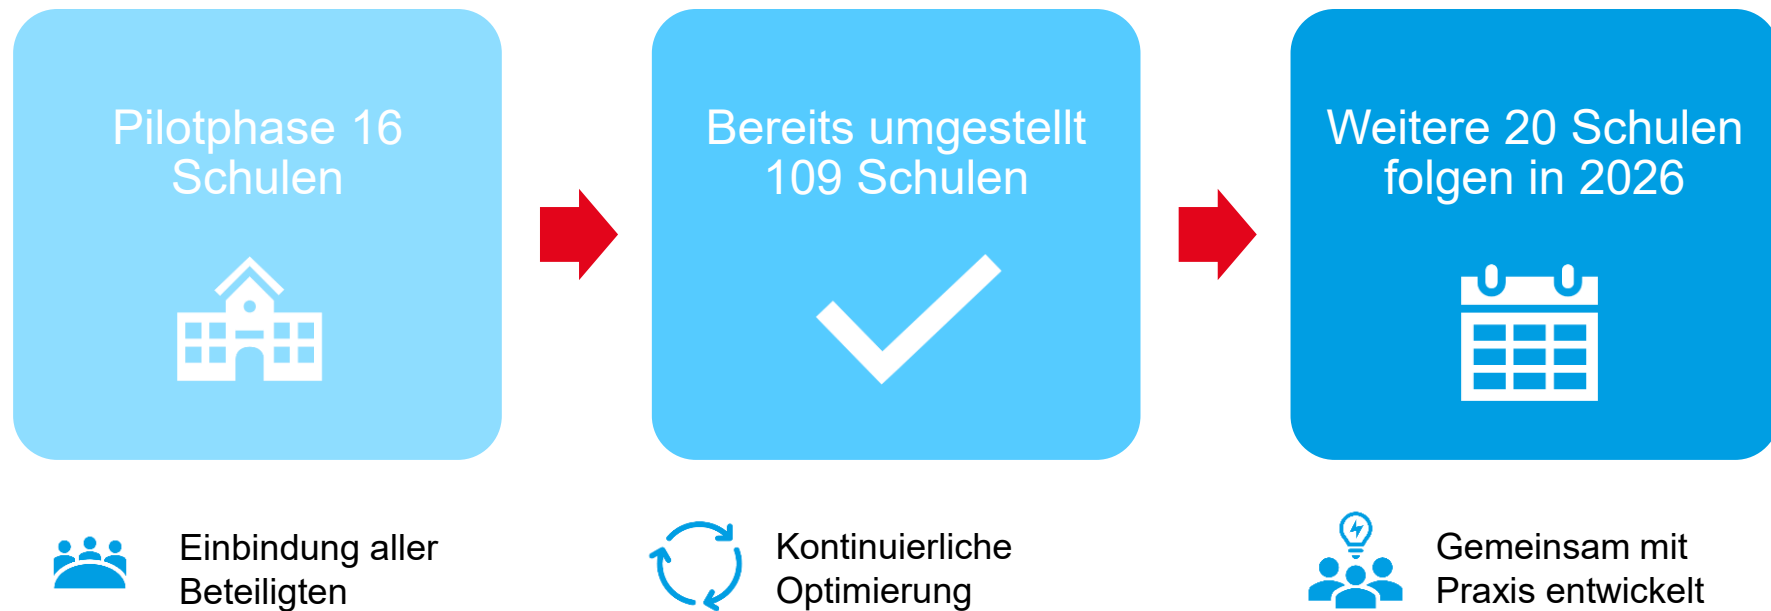 Pilotphase 16
Schulen
Bereits umgestellt
109 Schulen
Weitere 20 Schulen
folgen in 2026
Einbindung aller
Beteiligten
Kontinuierliche
Optimierung
Gemeinsam mit
Praxis entwickelt